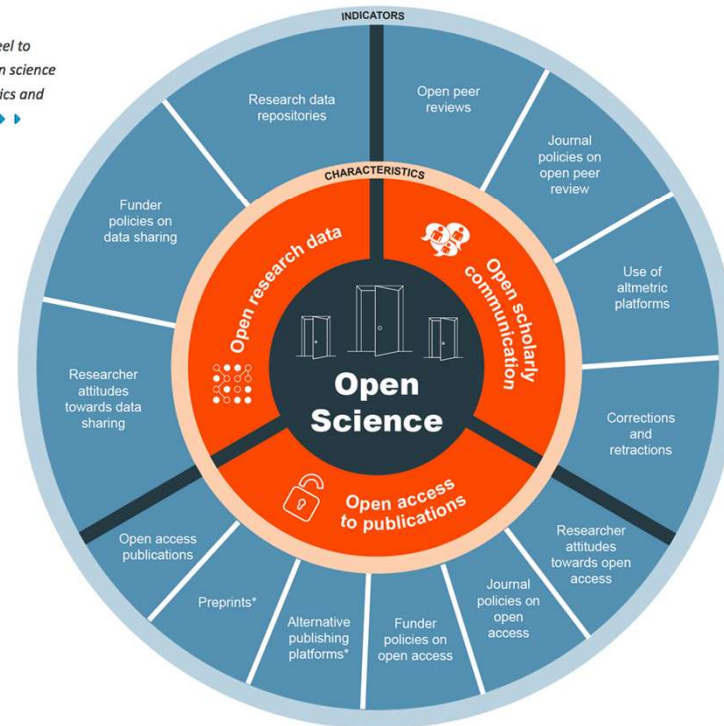 eel to
n science
tics and
INDICATORS
Research data
repositories
Open peer
reviews
Journal
policies on
open peer
review
Use of
altmetric
platforms
Corrections
and
retractions
Researcher
attitudes
towards open
access
Journal
policies on
open
access
Funder
policies on
open access
Alternative
publishing
platforms*
Preprints*
Open access
publications
Researcher
attitudes
towards data
sharing
Funder
policies on
data sharing
CHARACTERISTICS
Open research data
Open scholarly
communication
Open access
to publications
Open
Science